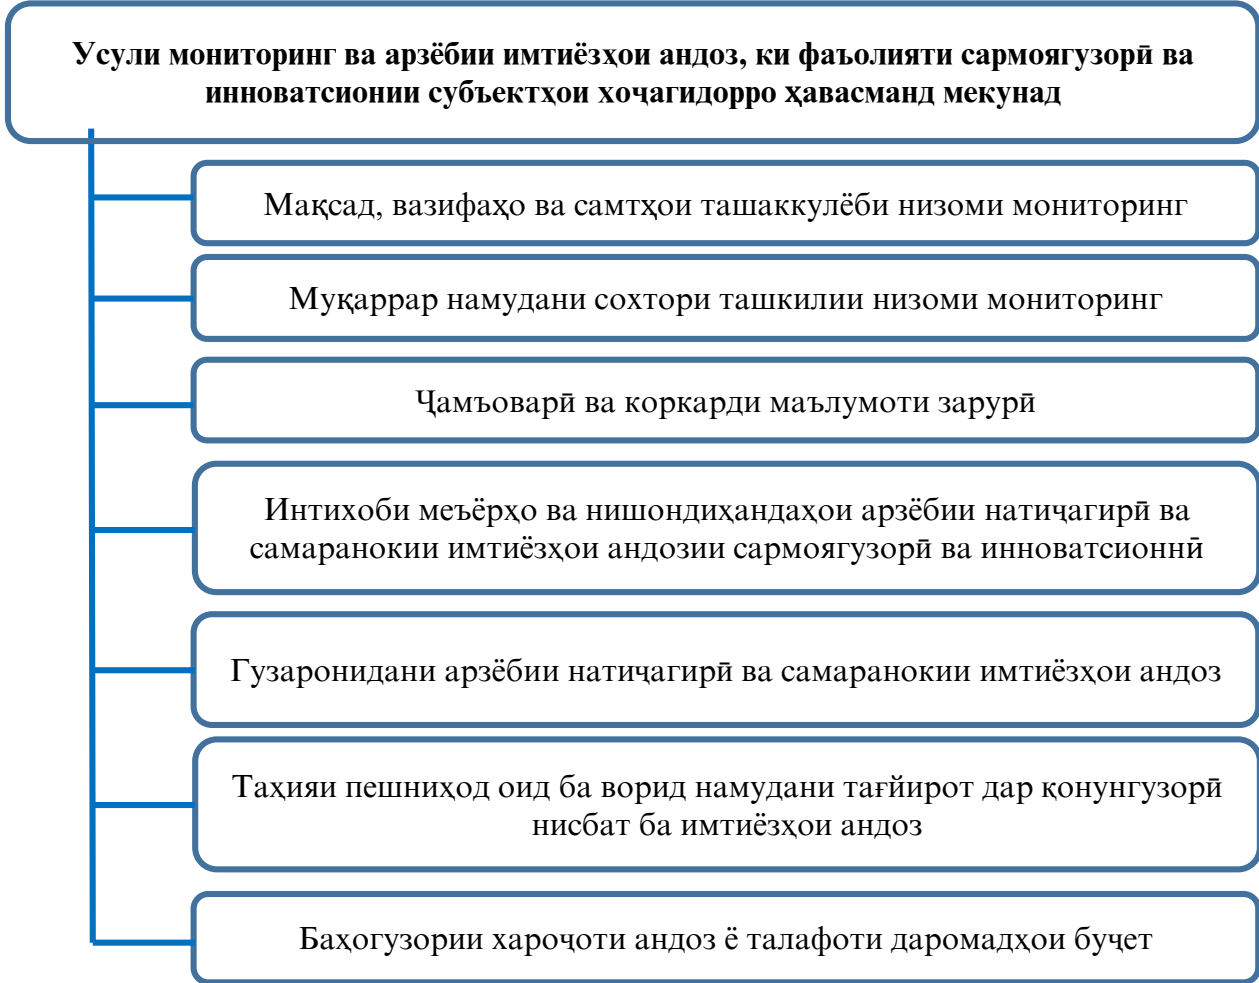 Усули мониторинг ва арзёбии имтиёзҳои андоз, ки фаъолияти сармоягузорӣ ва
инноватсионии субъектҳои хоҷагидорро ҳавасманд мекунад
Мақсад, вазифаҳо ва самтҳои ташаккулёби низоми мониторинг
Муқаррар намудани сохтори ташкилии низоми мониторинг
Ҷамъоварӣ ва коркарди маълумоти зарурӣ
Интихоби меъёрҳо ва нишондиҳандаҳои арзёбии натиҷагирӣ ва
самаранокии имтиёзҳои андозии сармоягузорӣ ва инноватсионнӣ
Гузаронидани арзёбии натиҷагирӣ ва самаранокии имтиёзҳои андоз
Таҳияи пешниҳод оид ба ворид намудани тағйирот дар қонунгузорӣ
нисбат ба имтиёзҳои андоз
Баҳогузории хароҷоти андоз ё талафоти даромадҳои буҷет